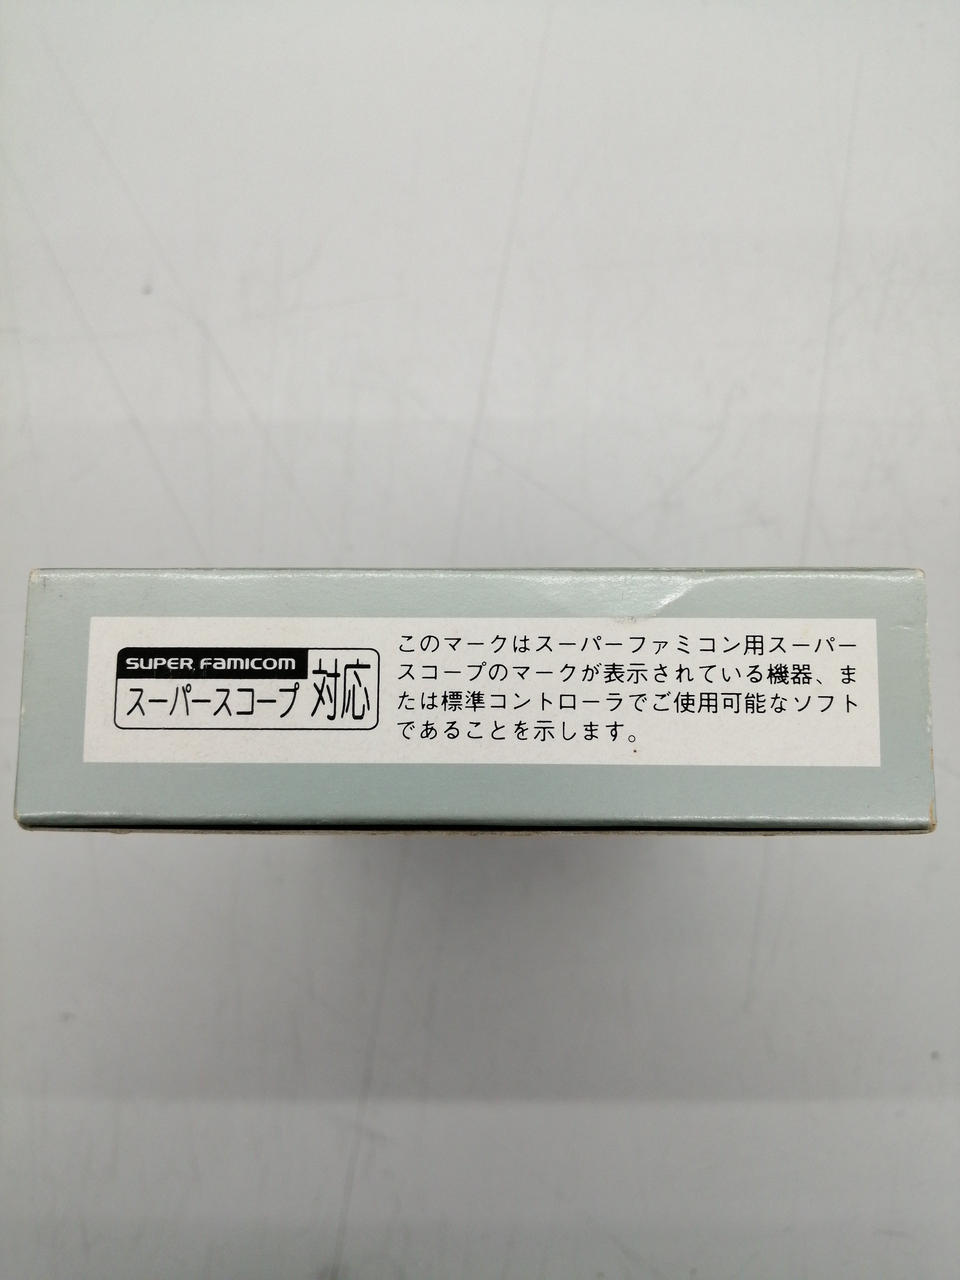 SUPER FAMICOM
スーパースコープ 対応
このマークはスーパーファミコン用スーパー
スコープのマークが表示されている機器、ま
たは標準コントローラでご使用可能なソフト
であることを示します。